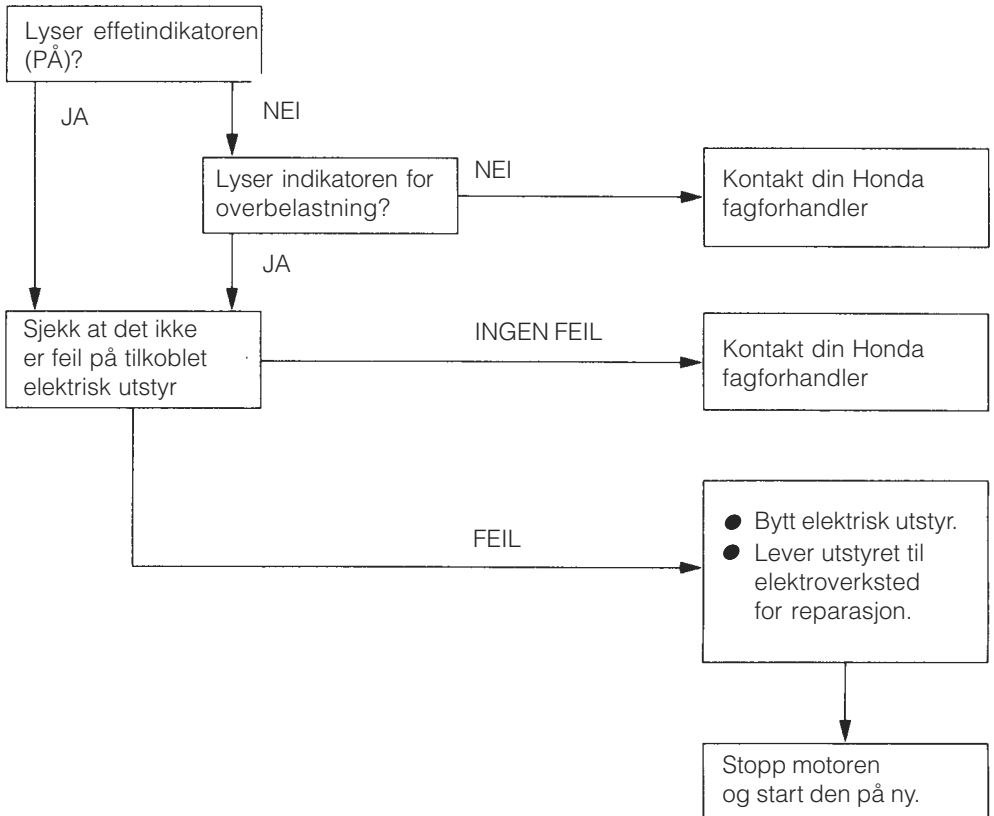 Lyser effetindikatoren
(PÅ)?
JA
NEI
Lyser indikatoren for
overbelastning?
NEI
Kontakt din Honda
fagforhandler
JA
Sjekk at det ikke
er feil på tilkoblet
elektrisk utstyr
INGEN FEIL
Kontakt din Honda
fagforhandler
FEIL
● Bytt elektrisk utstyr.
● Lever utstyret til
elektroverksted
for reparasjon.
Stopp motoren
og start den på ny.